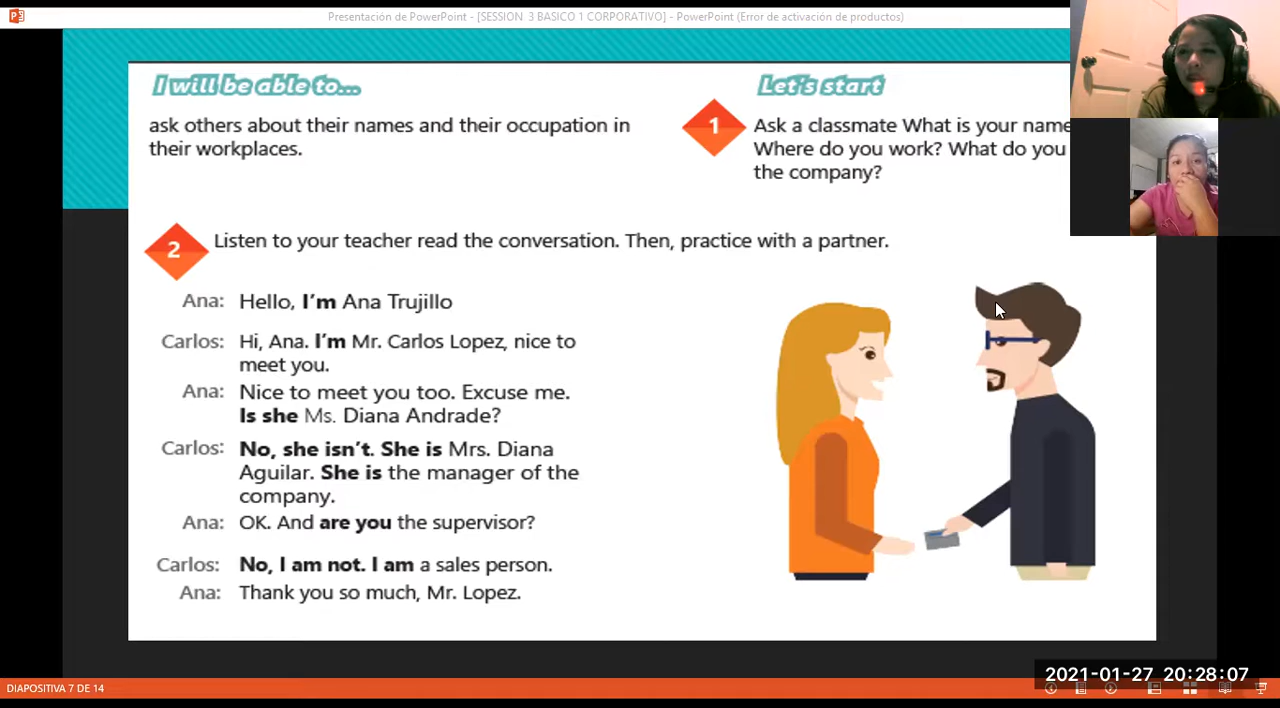 Presentación de PowerPoint - [SESSION 3 BASICO 1 CORPORATIVO] - PowerPoint (Error de activación de productos)
I will be able to...
ask others about their names and their occupation in
their workplaces.
Let's start
1
Ask a classmate What is your name
Where do you work? What do you
the company?
2
Listen to your teacher read the conversation. Then, practice with a partner.
Ana: Hello, I'm Ana Trujillo
Carlos: Hi, Ana. I'm Mr. Carlos Lopez, nice to
meet you.
Ana: Nice to meet you too. Excuse me.
Is she Ms. Diana Andrade?
Carlos: No, she isn't. She is Mrs. Diana
Aguilar. She is the manager of the
company.
Ana: OK. And are you the supervisor?
Carlos: No, I am not. I am a sales person.
Ana: Thank you so much, Mr. Lopez.
2021-01-27 20:28:07
DIAPOSITIVA 7 DE 14